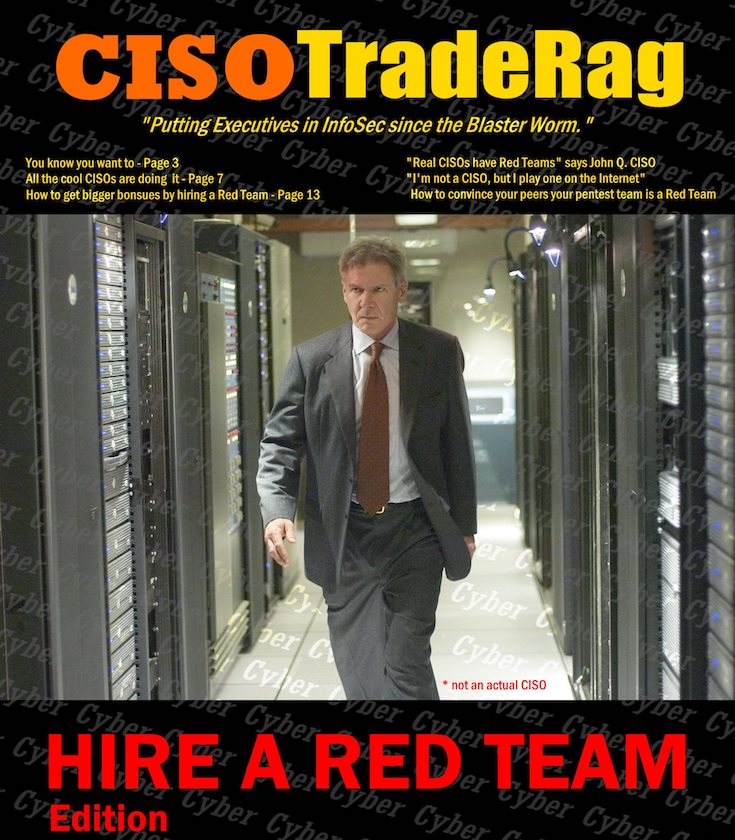 CISOTradeRag
"Putting Executives in InfoSec since the Blaster Worm. "
You know you want to - Page 3
All the cool CISOs are doing it - Page 7
How to get bigger bonsues by hiring a Red Team - Page 13
"Real CISOs have Red Teams" says John Q. CISO
"I'm not a CISO, but I play one on the Internet"
How to convince your peers your pentest team is a Red Team
Cyber
* not an actual CISO
HIRE A RED TEAM
Edition